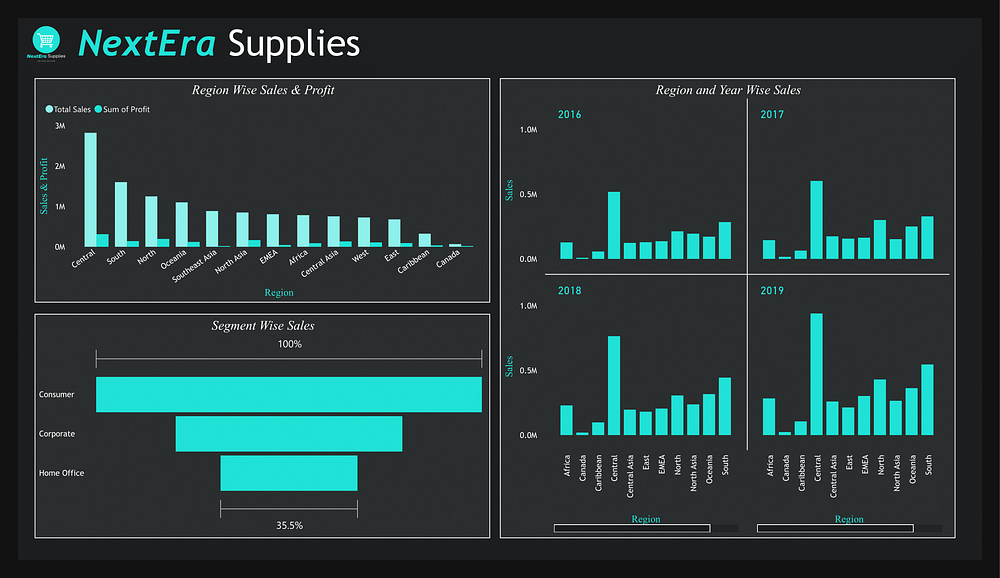 NextEra Supplies
NextEra Supplies
Region Wise Sales & Profit
Total Sales Sum of Profit
3M
2M
1M
0M
Sales & Profit
Central
South
North
Oceania
Southeast Asia
North Asia
EMEA
Africa
Central Asia
West
East
Caribbean
Canada
Region
Segment Wise Sales
100%
Consumer
Corporate
Home Office
35.5%
Region and Year Wise Sales
2016
2017
1.0M
0.5M
0.0M
Sales
2018
2019
1.0M
0.5M
0.0M
Sales
Africa
Canada
Caribbean
Central
Central Asia
East
EMEA
North
North Asia
Oceania
South
Africa
Canada
Caribbean
Central
Central Asia
East
EMEA
North
North Asia
Oceania
South
Region
Region